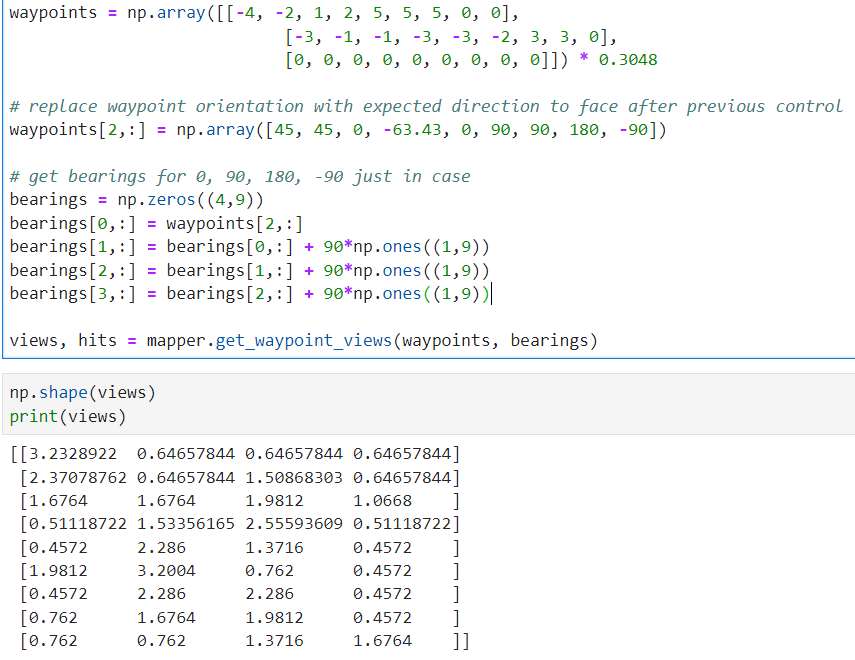 waypoints = np.array([[-4, -2, 1, 2, 5, 5, 5, 0, 0],
[-3, -1, -1, -3, -3, -2, 3, 3, 0],
[0, 0, 0, 0, 0, 0, 0, 0, 0]]) * 0.3048
# replace waypoint orientation with expected direction to face after previous control
waypoints[2,:] = np.array([45, 45, 0, -63.43, 0, 90, 90, 180, -90])
# get bearings for 0, 90, 180, -90 just in case
bearings = np.zeros((4,9))
bearings[0,:] = waypoints[2,:]
bearings[1,:] = bearings[0,:] + 90*np.ones((1,9))
bearings[2,:] = bearings[1,:] + 90*np.ones((1,9))
bearings[3,:] = bearings[2,:] + 90*np.ones((1,9))
views, hits = mapper.get_waypoint_views(waypoints, bearings)
np.shape(views)
print(views)
[[3.2328922 0.64657844 0.64657844 0.64657844]
[2.37078762 0.64657844 1.50868303 0.64657844]
[1.6764 1.6764 1.9812 1.0668 ]
[0.51118722 1.53356165 2.55593609 0.51118722]
[0.4572 2.286 1.3716 0.4572 ]
[1.9812 3.2004 0.762 0.4572 ]
[0.4572 2.286 2.286 0.4572 ]
[0.762 1.6764 1.9812 0.4572 ]
[0.762 0.762 1.3716 1.6764 ]]